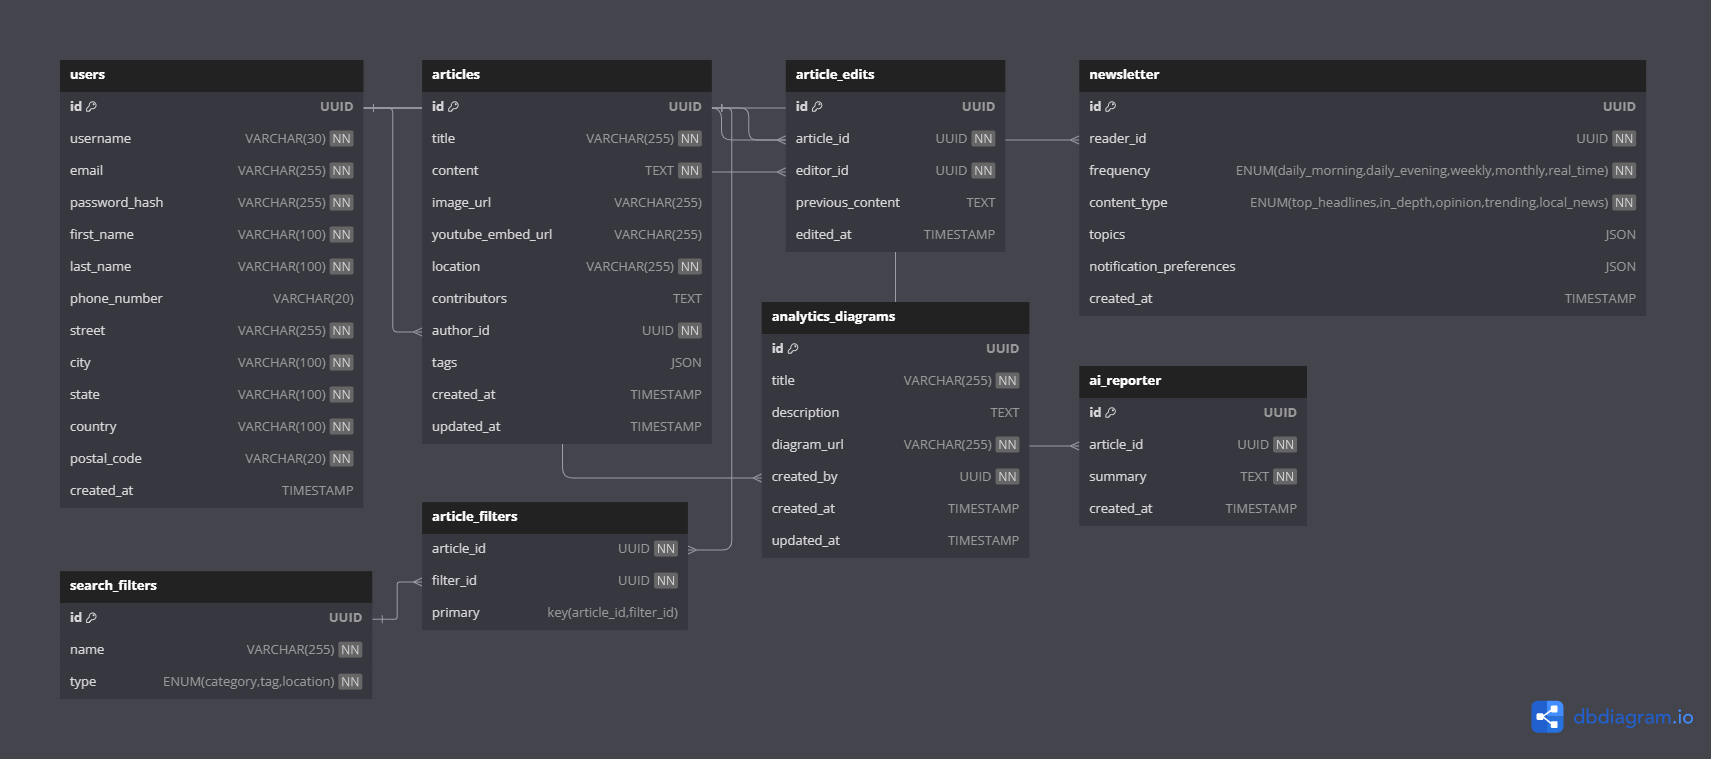 users
id UUID
username VARCHAR(30) NN
email VARCHAR(255) NN
password_hash VARCHAR(255) NN
first_name VARCHAR(100) NN
last_name VARCHAR(100) NN
phone_number VARCHAR(20)
street VARCHAR(255) NN
city VARCHAR(100) NN
state VARCHAR(100) NN
country VARCHAR(100) NN
postal_code VARCHAR(20) NN
created_at TIMESTAMP
articles
id UUID
title VARCHAR(255) NN
content TEXT NN
image_url VARCHAR(255)
youtube_embed_url VARCHAR(255)
location VARCHAR(255) NN
contributors TEXT
author_id UUID NN
tags JSON
created_at TIMESTAMP
updated_at TIMESTAMP
article_edits
id UUID
article_id UUID NN
editor_id UUID NN
previous_content TEXT
edited_at TIMESTAMP
newsletter
id UUID
reader_id UUID NN
frequency ENUM(daily_morning,daily_evening,weekly,monthly,real_time) NN
content_type ENUM(top_headlines,in_depth,opinion,trending,local_news) NN
topics JSON
notification_preferences JSON
created_at TIMESTAMP
analytics_diagrams
id UUID
title VARCHAR(255) NN
description TEXT
diagram_url VARCHAR(255) NN
created_by UUID NN
created_at TIMESTAMP
updated_at TIMESTAMP
ai_reporter
id UUID
article_id UUID NN
summary TEXT NN
created_at TIMESTAMP
article_filters
article_id UUID NN
filter_id UUID NN
primary key(article_id,filter_id)
search_filters
id UUID
name VARCHAR(255) NN
type ENUM(category,tag,location) NN
dbdiagram.io